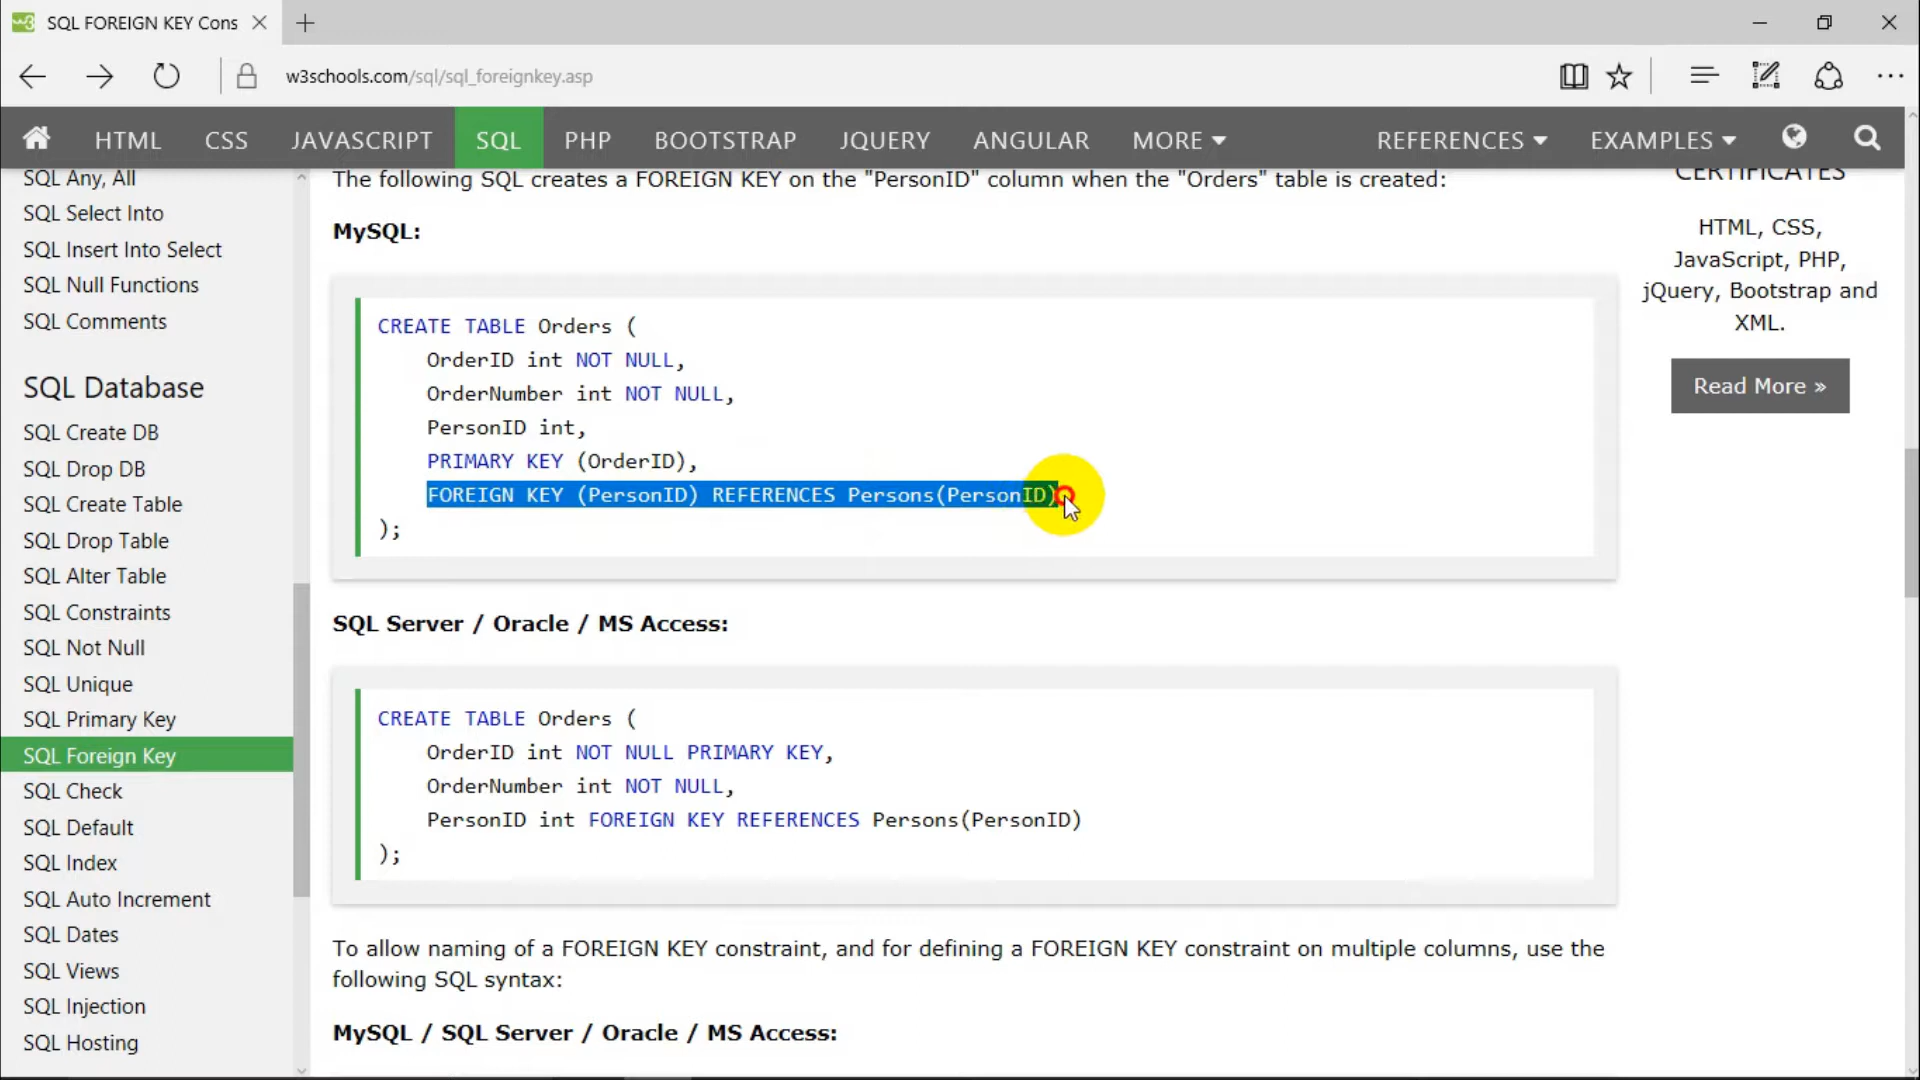 SQL FOREIGN KEY Cons
w3schools.com/sql/sql_foreignkey.asp
HTML CSS JAVASCRIPT SQL PHP BOOTSTRAP JQUERY ANGULAR MORE REFERENCES EXAMPLES
SQL Any, All
SQL Select Into
SQL Insert Into Select
SQL Null Functions
SQL Comments
SQL Database
SQL Create DB
SQL Drop DB
SQL Create Table
SQL Drop Table
SQL Alter Table
SQL Constraints
SQL Not Null
SQL Unique
SQL Primary Key
SQL Foreign Key
SQL Check
SQL Default
SQL Index
SQL Auto Increment
SQL Dates
SQL Views
SQL Injection
SQL Hosting
The following SQL creates a FOREIGN KEY on the "PersonID" column when the "Orders" table is created:
MySQL:
CREATE TABLE Orders (
OrderID int NOT NULL,
OrderNumber int NOT NULL,
PersonID int,
PRIMARY KEY (OrderID),
FOREIGN KEY (PersonID) REFERENCES Persons(PersonID)
);
SQL Server / Oracle / MS Access:
CREATE TABLE Orders (
OrderID int NOT NULL PRIMARY KEY,
OrderNumber int NOT NULL,
PersonID int FOREIGN KEY REFERENCES Persons(PersonID)
);
To allow naming of a FOREIGN KEY constraint, and for defining a FOREIGN KEY constraint on multiple columns, use the
following SQL syntax:
MySQL / SQL Server / Oracle / MS Access:
CERTIFICATES
HTML, CSS,
JavaScript, PHP,
jQuery, Bootstrap and
XML.
Read More »